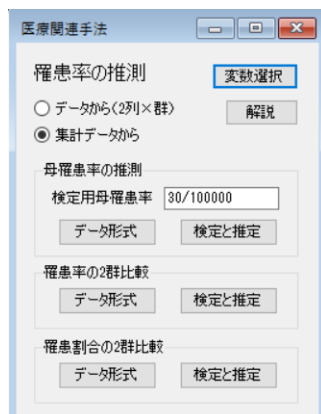 医療関連手法
罹患率の推測
変数選択
データから(2列×群)
解説
集計データから
母罹患率の推測
検定用母罹患率 30/100000
データ形式 検定と推定
罹患率の2群比較
データ形式 検定と推定
罹患割合の2群比較
データ形式 検定と推定